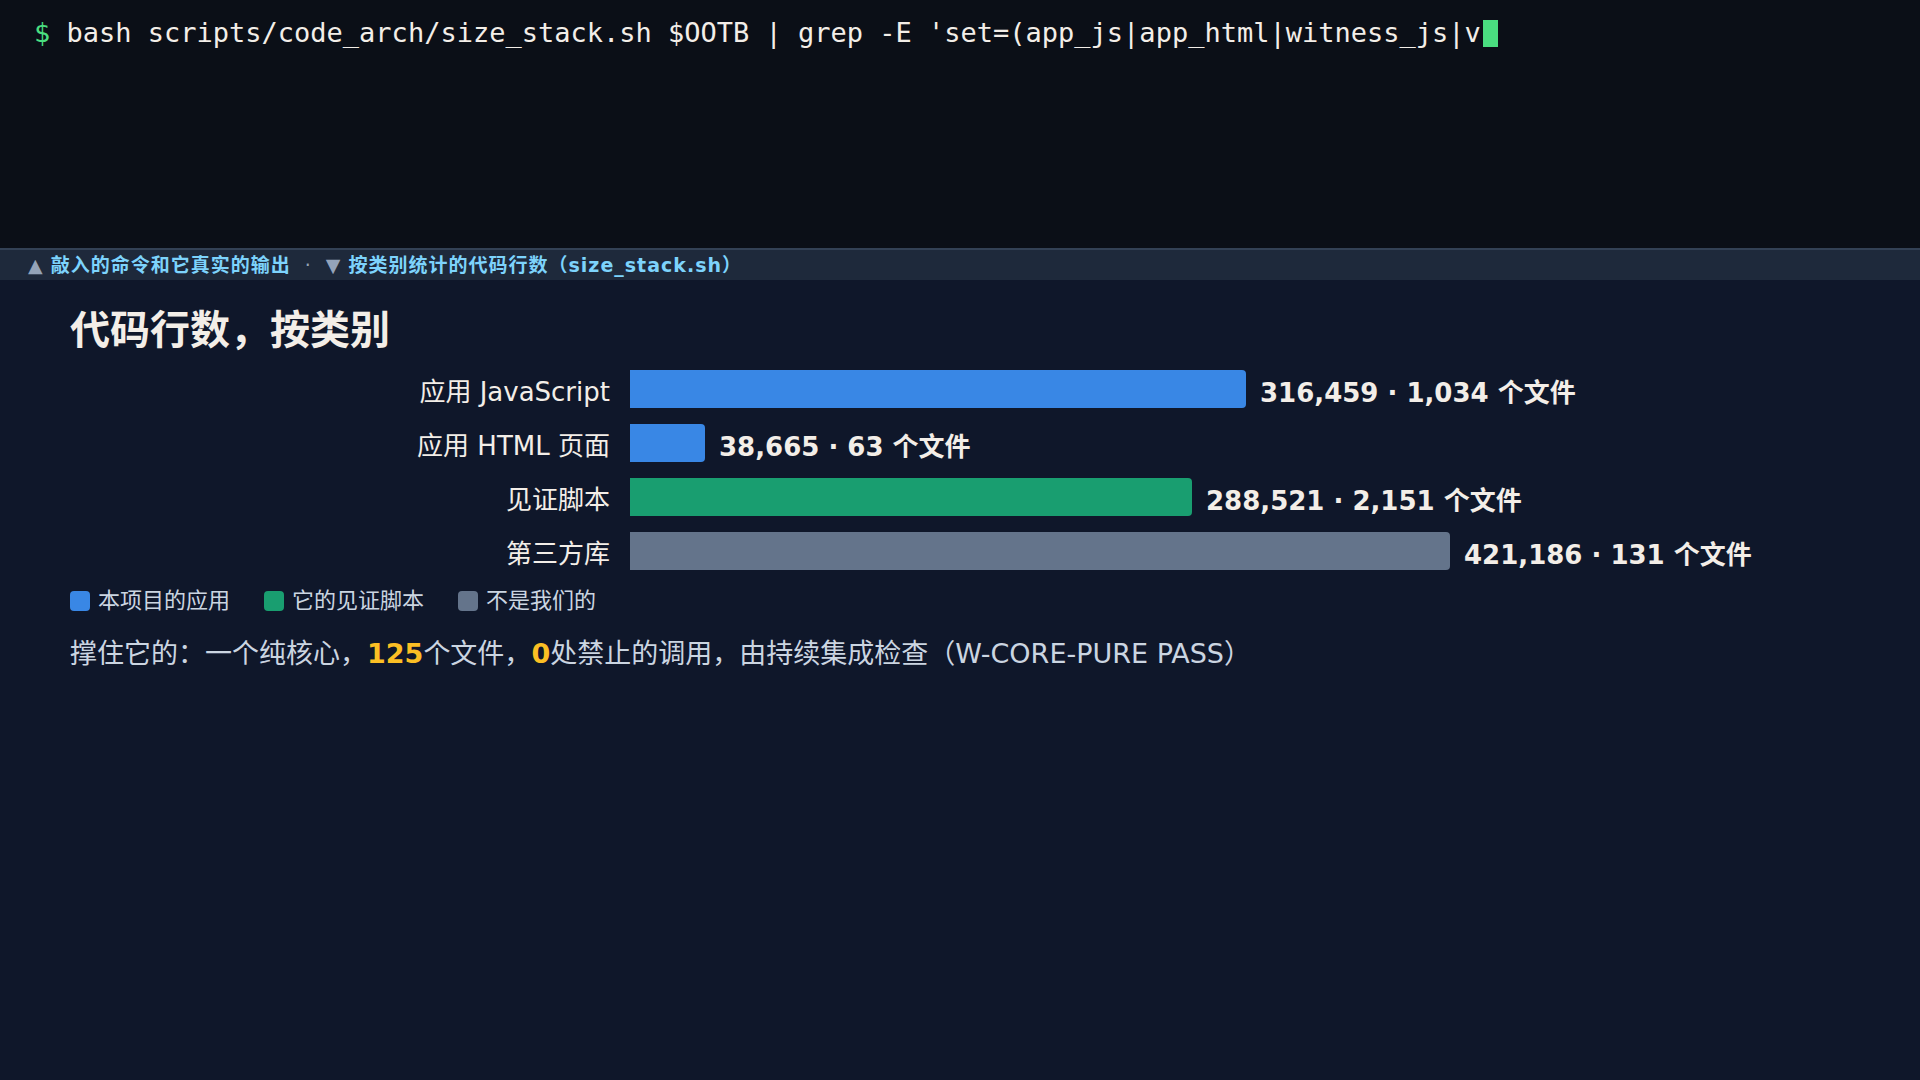 $ bash scripts/code_arch/size_stack.sh $OOTB | grep -E 'set=(app_js|app_html|witness_js|v
▲ 敲入的命令和它真实的输出 · ▼ 按类别统计的代码行数（size_stack.sh）
代码行数，按类别
应用 JavaScript 316,459 · 1,034 个文件
应用 HTML 页面 38,665 · 63 个文件
见证脚本 288,521 · 2,151 个文件
第三方库 421,186 · 131 个文件
本项目的应用 它的见证脚本 不是我们的
撑住它的：一个纯核心，125个文件，0处禁止的调用，由持续集成检查（W-CORE-PURE PASS）